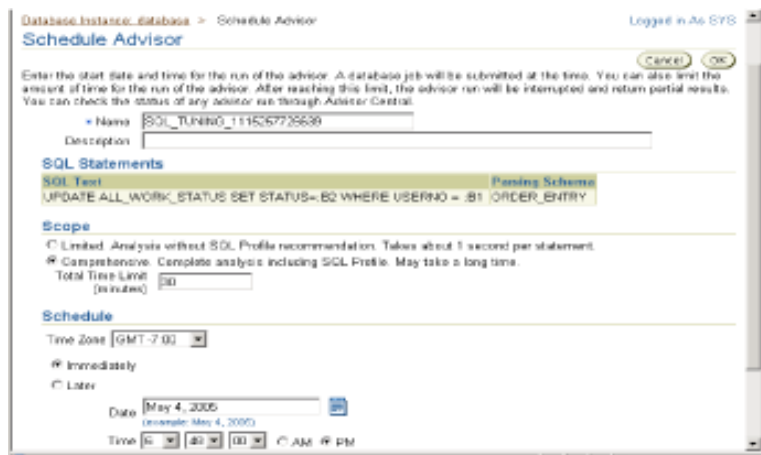 Database Instance: database > Schedule Advisor
Logged in As SYS
Schedule Advisor
Cancel OK
Enter the start date and time for the run of the advisor. A database job will be submitted at the time. You can also limit the
amount of time for the run of the advisor. After reaching this limit, the advisor run will be interrupted and return partial results.
You can check the status of any advisor run through Advisor Central.
* Name SQL_TUNING_1115257725639
Description
SQL Statements
SQL Text Parsing Schema
UPDATE ALL_WORK_STATUS SET STATUS=:B2 WHERE USERNO = :B1 ORDER_ENTRY
Scope
Limited. Analysis without SQL Profile recommendation. Takes about 1 second per statement.
Comprehensive. Complete analysis including SQL Profile. May take a long time.
Total Time Limit
(minutes) 30
Schedule
Time Zone GMT -7:00
Immediately
Later
Date May 4, 2005
(example: May 4, 2005)
Time 6 48 00 AM PM